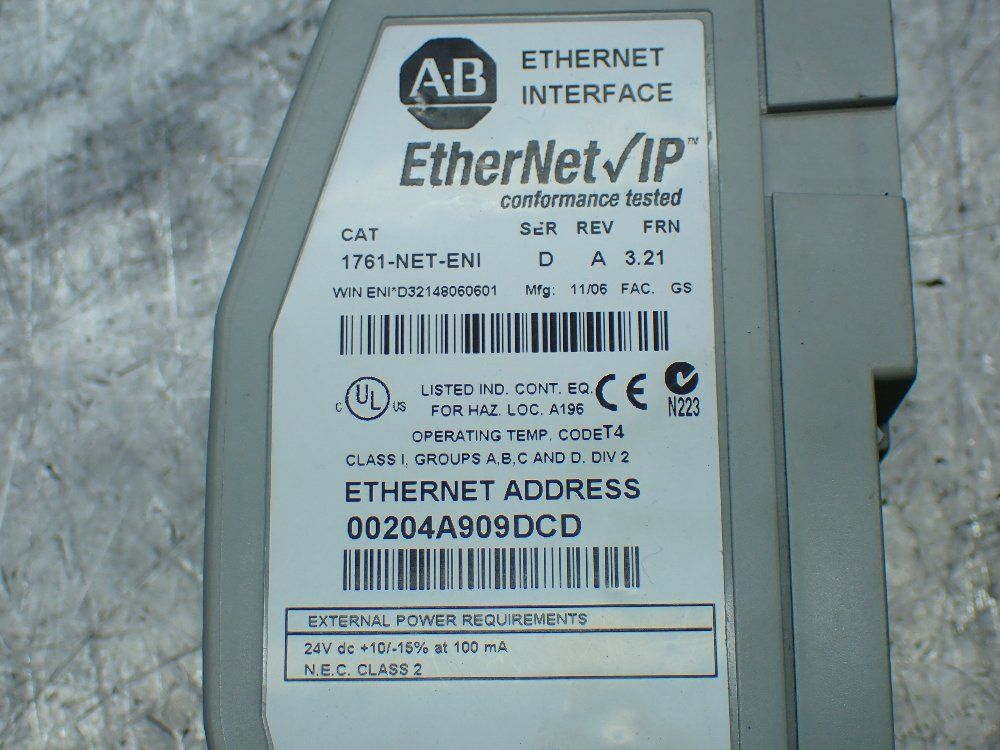 A·B
ETHERNET
INTERFACE
EtherNet/IP™
conformance tested
CAT SER REV FRN
1761-NET-ENI D A 3.21
WIN ENI*D32148060601 Mfg: 11/06 FAC. GS
C UL US
LISTED IND. CONT. EQ.
FOR HAZ. LOC. A196
CE
N223
OPERATING TEMP. CODE T4
CLASS I, GROUPS A,B,C AND D. DIV 2
ETHERNET ADDRESS
00204A909DCD
EXTERNAL POWER REQUIREMENTS
24V dc +10/-15% at 100 mA
N.E.C. CLASS 2